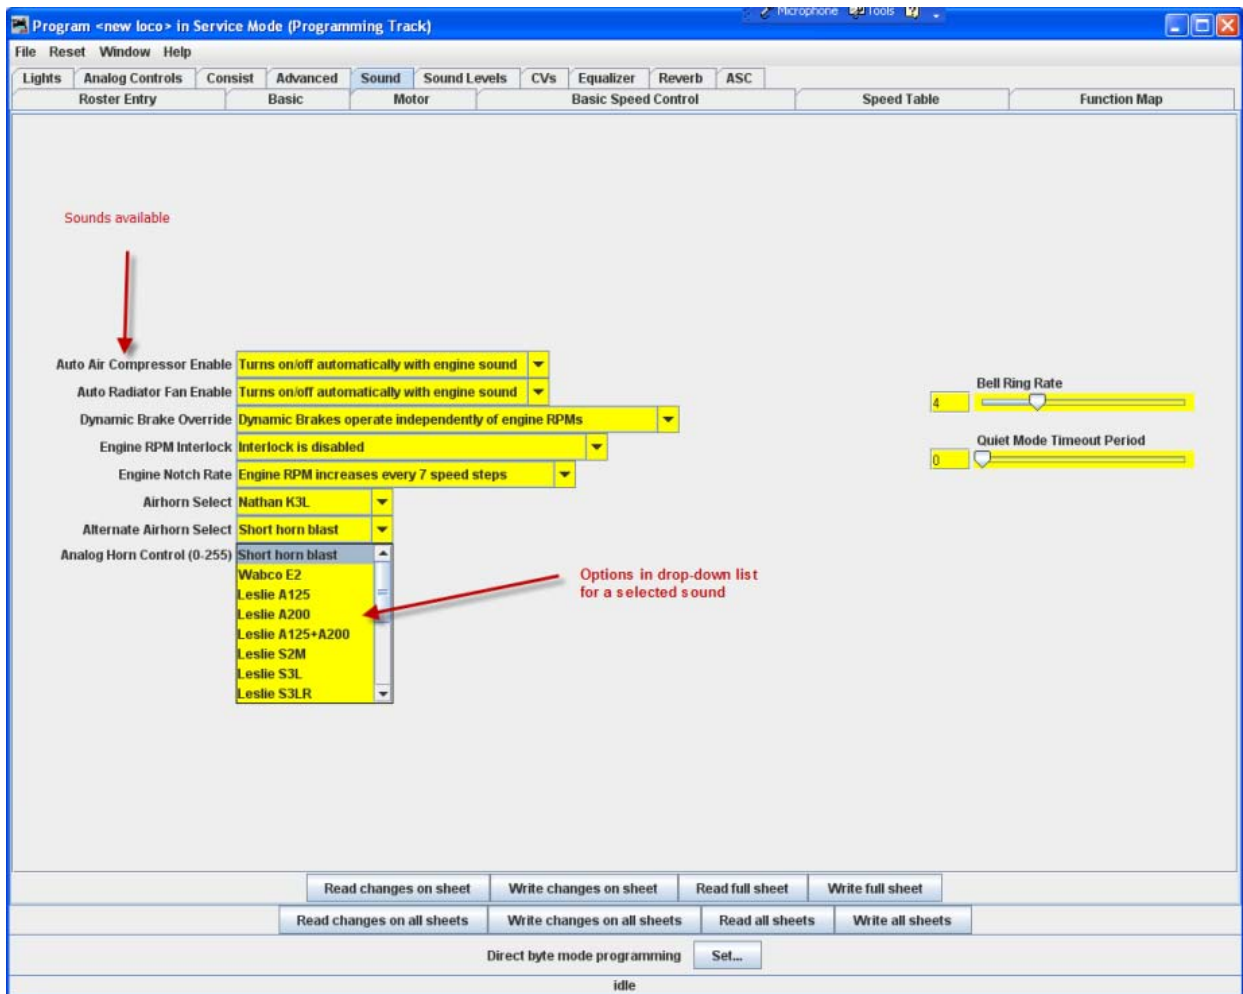 Microphone Tools
Program <new loco> in Service Mode (Programming Track)
File Reset Window Help
Lights Analog Controls Consist Advanced Sound Sound Levels CVs Equalizer Reverb ASC
Roster Entry Basic Motor Basic Speed Control Speed Table Function Map
Sounds available
Auto Air Compressor Enable Turns on/off automatically with engine sound
Auto Radiator Fan Enable Turns on/off automatically with engine sound
Dynamic Brake Override Dynamic Brakes operate independently of engine RPMs
Engine RPM Interlock Interlock is disabled
Engine Notch Rate Engine RPM increases every 7 speed steps
Airhorn Select Nathan K3L
Alternate Airhorn Select Short horn blast
Analog Horn Control (0-255) Short horn blast
Wabco E2
Leslie A125
Leslie A200
Leslie A125+A200
Leslie S2M
Leslie S3L
Leslie S3LR
Options in drop-down list
for a selected sound
Bell Ring Rate
4
Quiet Mode Timeout Period
0
Read changes on sheet Write changes on sheet Read full sheet Write full sheet
Read changes on all sheets Write changes on all sheets Read all sheets Write all sheets
Direct byte mode programming Set...
idle